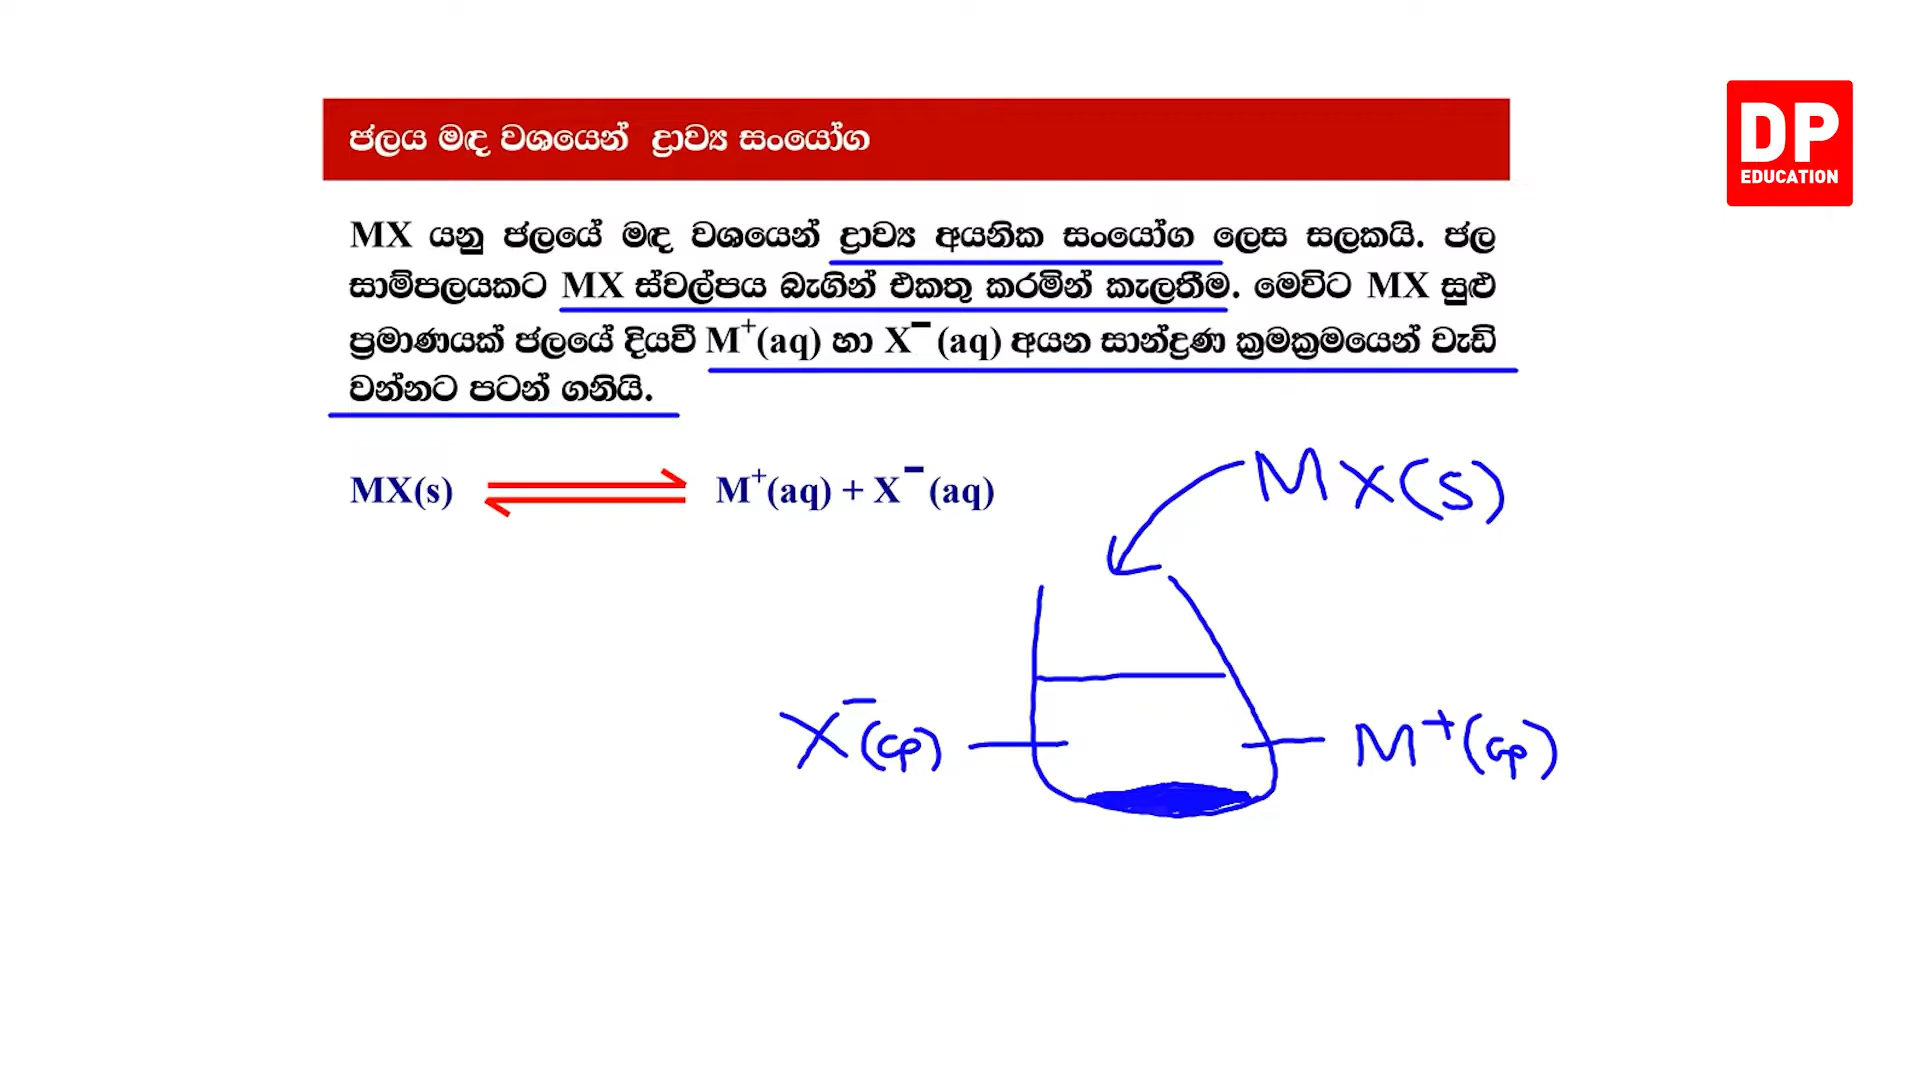 DP
EDUCATION
ජලය මඳ වශයෙන් ද්‍රාව්‍ය සංයෝග
MX යනු ජලයේ මඳ වශයෙන් ද්‍රාව්‍ය අයනික සංයෝග ලෙස සලකයි. ජල
සාම්පලයකට MX ස්වල්පය බැගින් එකතු කරමින් කැලතීම. මෙවිට MX සුළු
ප්‍රමාණයක් ජලයේ දියවී M⁺(aq) හා X⁻(aq) අයන සාන්ද්‍රණ ක්‍රමක්‍රමයෙන් වැඩි
වන්නට පටන් ගනියි.
MX(s) ⇌ M⁺(aq) + X⁻(aq)
MX(s)
X⁻(aq)
M⁺(aq)